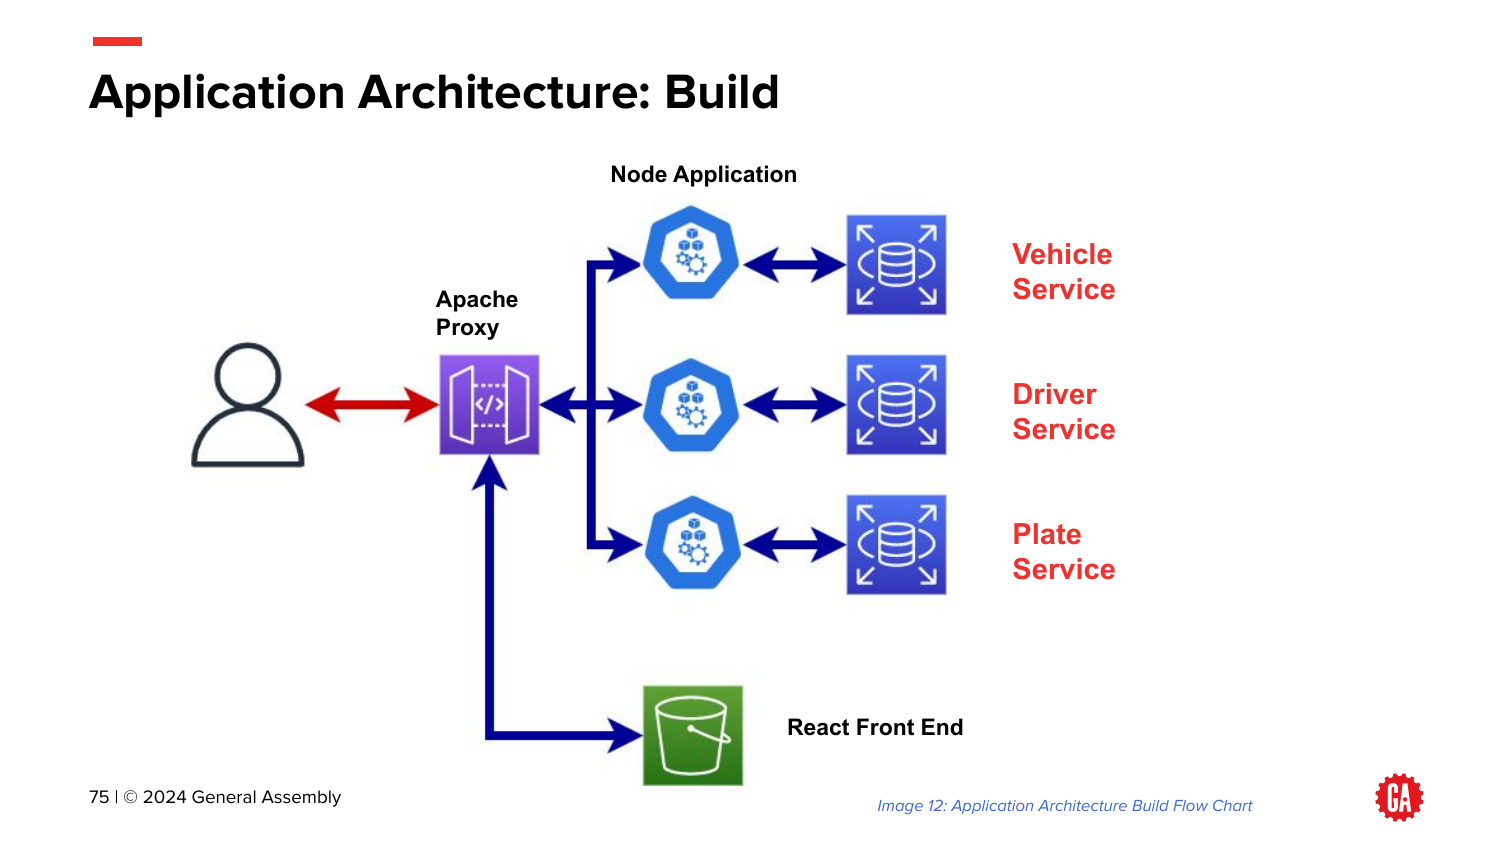 Application Architecture: Build
Node Application
Vehicle
Service
Apache
Proxy
</>
Driver
Service
Plate
Service
React Front End
75 | © 2024 General Assembly
Image 12: Application Architecture Build Flow Chart
GA